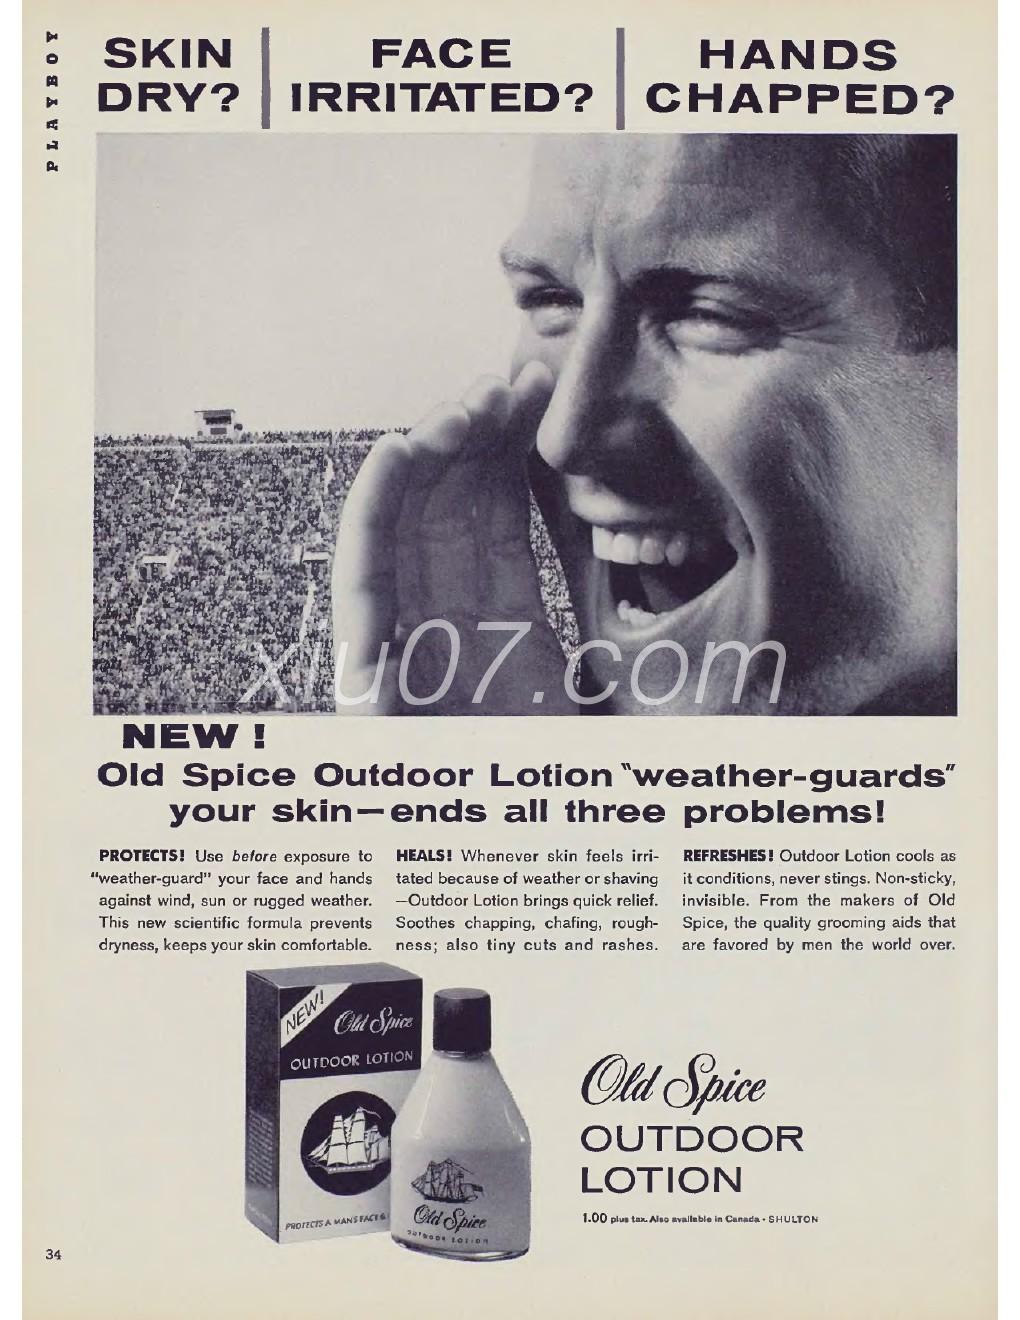 PLAYBOY
SKIN DRY?
FACE IRRITATED?
HANDS CHAPPED?
xiu07.com
NEW!
Old Spice Outdoor Lotion "weather-guards"
your skin—ends all three problems!
PROTECTS! Use before exposure to
"weather-guard" your face and hands
against wind, sun or rugged weather.
This new scientific formula prevents
dryness, keeps your skin comfortable.
HEALS! Whenever skin feels irri-
tated because of weather or shaving
—Outdoor Lotion brings quick relief.
Soothes chapping, chafing, rough-
ness; also tiny cuts and rashes.
REFRESHES! Outdoor Lotion cools as
it conditions, never stings. Non-sticky,
invisible. From the makers of Old
Spice, the quality grooming aids that
are favored by men the world over.
NEW!
Old Spice
OUTDOOR LOTION
PROTECTS A MAN'S FACE &
Old Spice
OUTDOOR LOTION
Old Spice
OUTDOOR
LOTION
1.00 plus tax. Also available in Canada • SHULTON
34